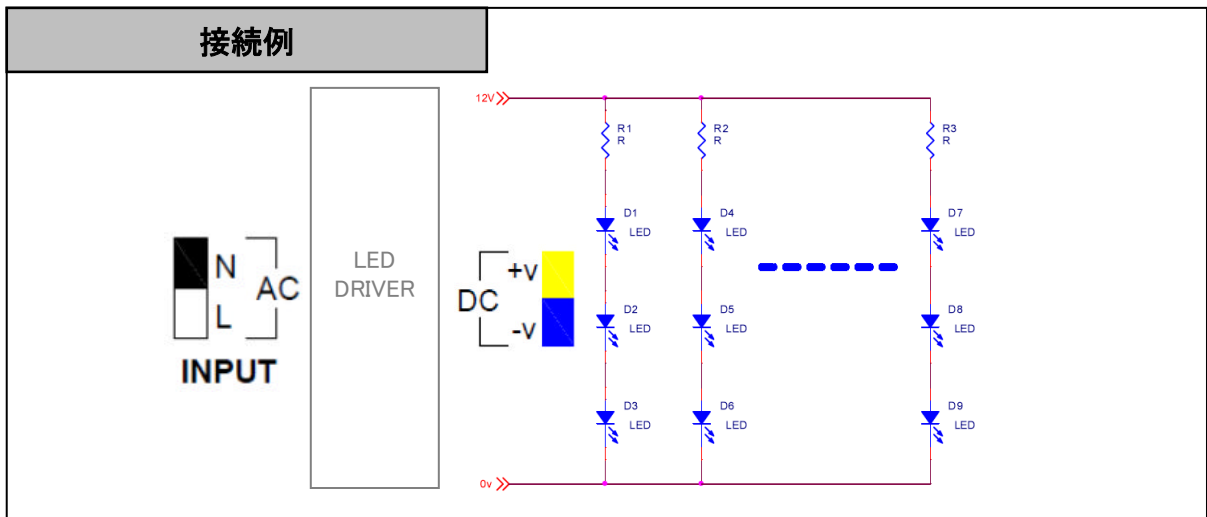 接続例
N
L
AC
INPUT
LED
DRIVER
DC
+v
-v
12V
0v
R1
R
R2
R
R3
R
D1
LED
D4
LED
D7
LED
D2
LED
D5
LED
D8
LED
D3
LED
D6
LED
D9
LED